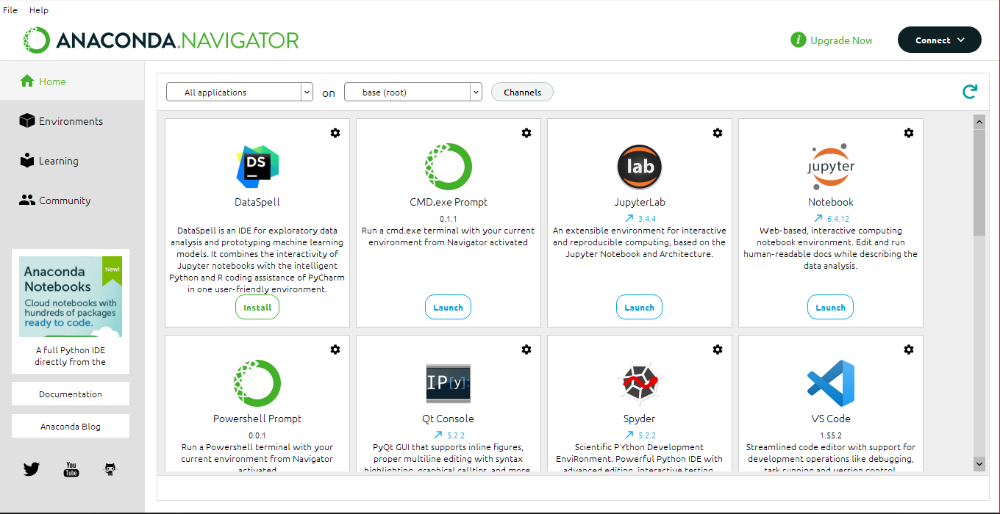 File Help
ANACONDA.NAVIGATOR
i Upgrade Now
Connect
Home
Environments
Learning
Community
Anaconda
Notebooks
New!
Cloud notebooks with
hundreds of packages
ready to code.
A full Python IDE
directly from the
Documentation
Anaconda Blog
You
Tube
All applications on base (root) Channels
DS
DataSpell
DataSpell is an IDE for exploratory data
analysis and prototyping machine learning
models. It combines the interactivity of
Jupyter notebooks with the intelligent
Python and R coding assistance of PyCharm
in one user-friendly environment.
Install
CMD.exe Prompt
0.1.1
Run a cmd.exe terminal with your current
environment from Navigator activated
Launch
lab
JupyterLab
3.4.4
An extensible environment for interactive
and reproducible computing, based on the
Jupyter Notebook and Architecture.
Launch
jupyter
Notebook
6.4.12
Web-based, interactive computing
notebook environment. Edit and run
human-readable docs while describing the
data analysis.
Launch
Powershell Prompt
0.0.1
Run a Powershell terminal with your
current environment from Navigator
activated
IP[y]:
Qt Console
5.2.2
PyQt GUI that supports inline figures,
proper multiline editing with syntax
highlighting, graphical calltips, and more.
Spyder
5.2.2
Scientific PYthon Development
EnviRonment. Powerful Python IDE with
advanced editing, interactive testing,
VS Code
1.55.2
Streamlined code editor with support for
development operations like debugging,
task running and version control.